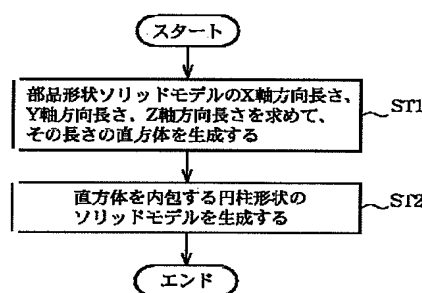 スタート
部品形状ソリッドモデルのX軸方向長さ、
Y軸方向長さ、Z軸方向長さを求めて、
その長さの直方体を生成する
ST1
直方体を内包する円柱形状の
ソリッドモデルを生成する
ST2
エンド